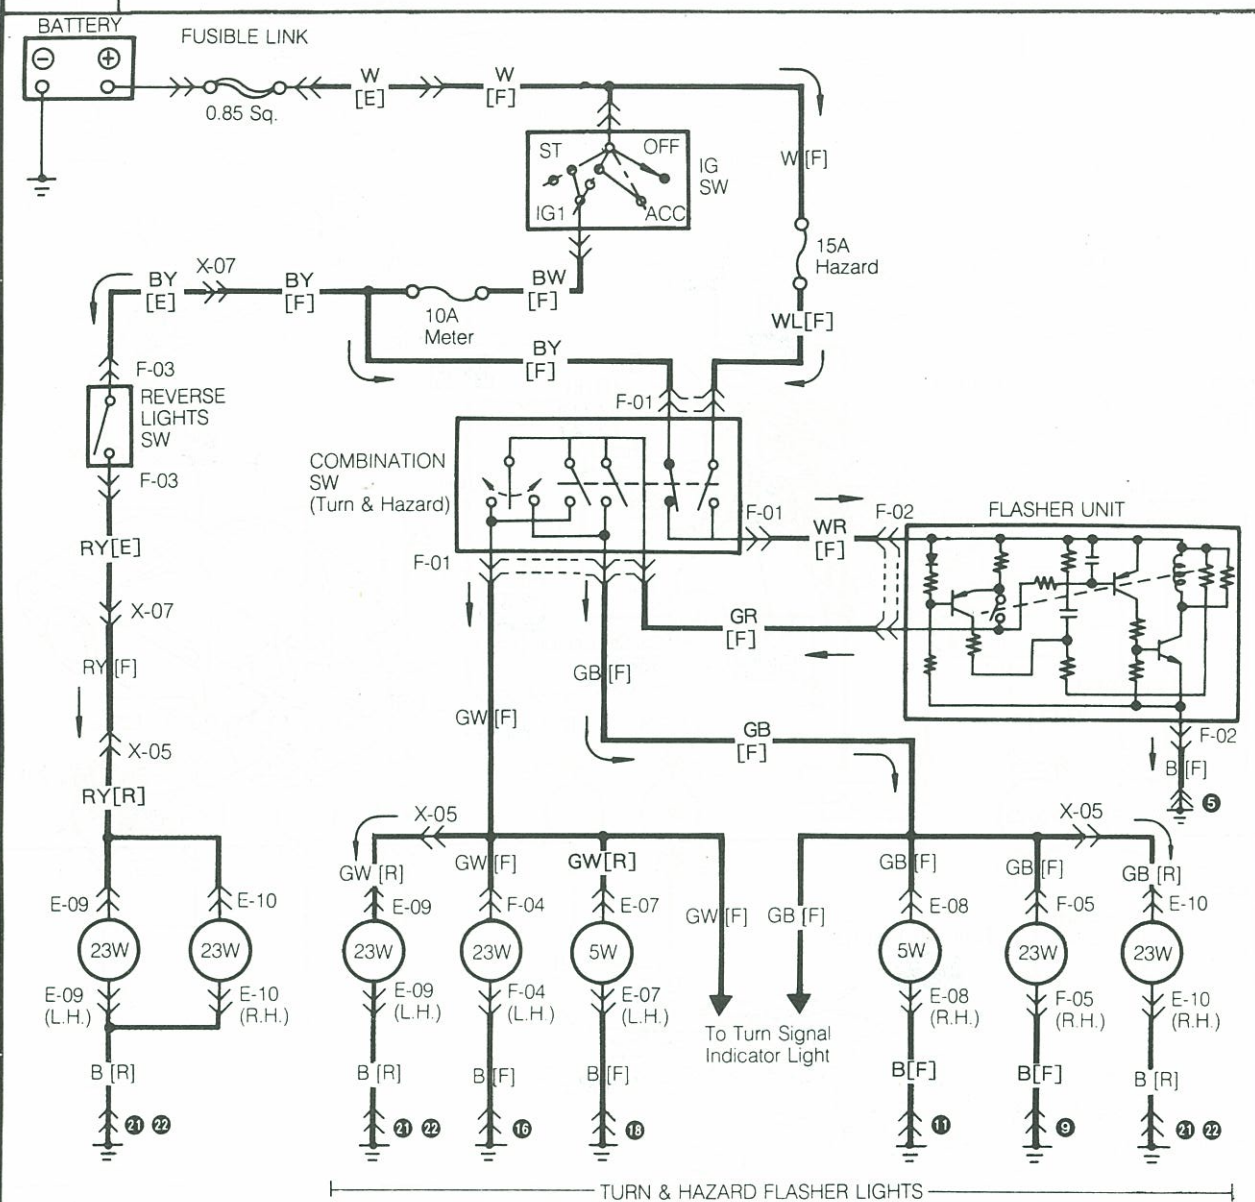 BATTERY
FUSIBLE LINK
0.85 Sq.
W
[E]
W
[F]
ST
OFF
IG1
ACC
IG
SW
W[F]
15A
Hazard
WL[F]
BY
[E]
X-07
BY
[F]
BW
[F]
10A
Meter
BY
[F]
F-03
REVERSE
LIGHTS
SW
F-03
F-01
COMBINATION
SW
(Turn & Hazard)
F-01
WR
[F]
F-02
FLASHER UNIT
F-01
RY[E]
X-07
RY[F]
X-05
RY[R]
GR
[F]
GB[F]
GW[F]
GB
[F]
F-02
B[F]
5
X-05
X-05
GW[R]
GW[F]
GW[R]
GW[F]
GB[F]
GB[F]
GB[F]
GB[R]
E-09
E-10
E-09
F-04
E-07
E-08
F-05
E-10
23W
23W
23W
23W
5W
5W
23W
23W
E-09
(L.H.)
E-10
(R.H.)
E-09
(L.H.)
F-04
(L.H.)
E-07
(L.H.)
E-08
(R.H.)
F-05
(R.H.)
E-10
(R.H.)
To Turn Signal
Indicator Light
B[R]
B[R]
B[F]
B[F]
B[F]
B[F]
B[R]
21 22
21 22
16
18
11
9
21 22
TURN & HAZARD FLASHER LIGHTS